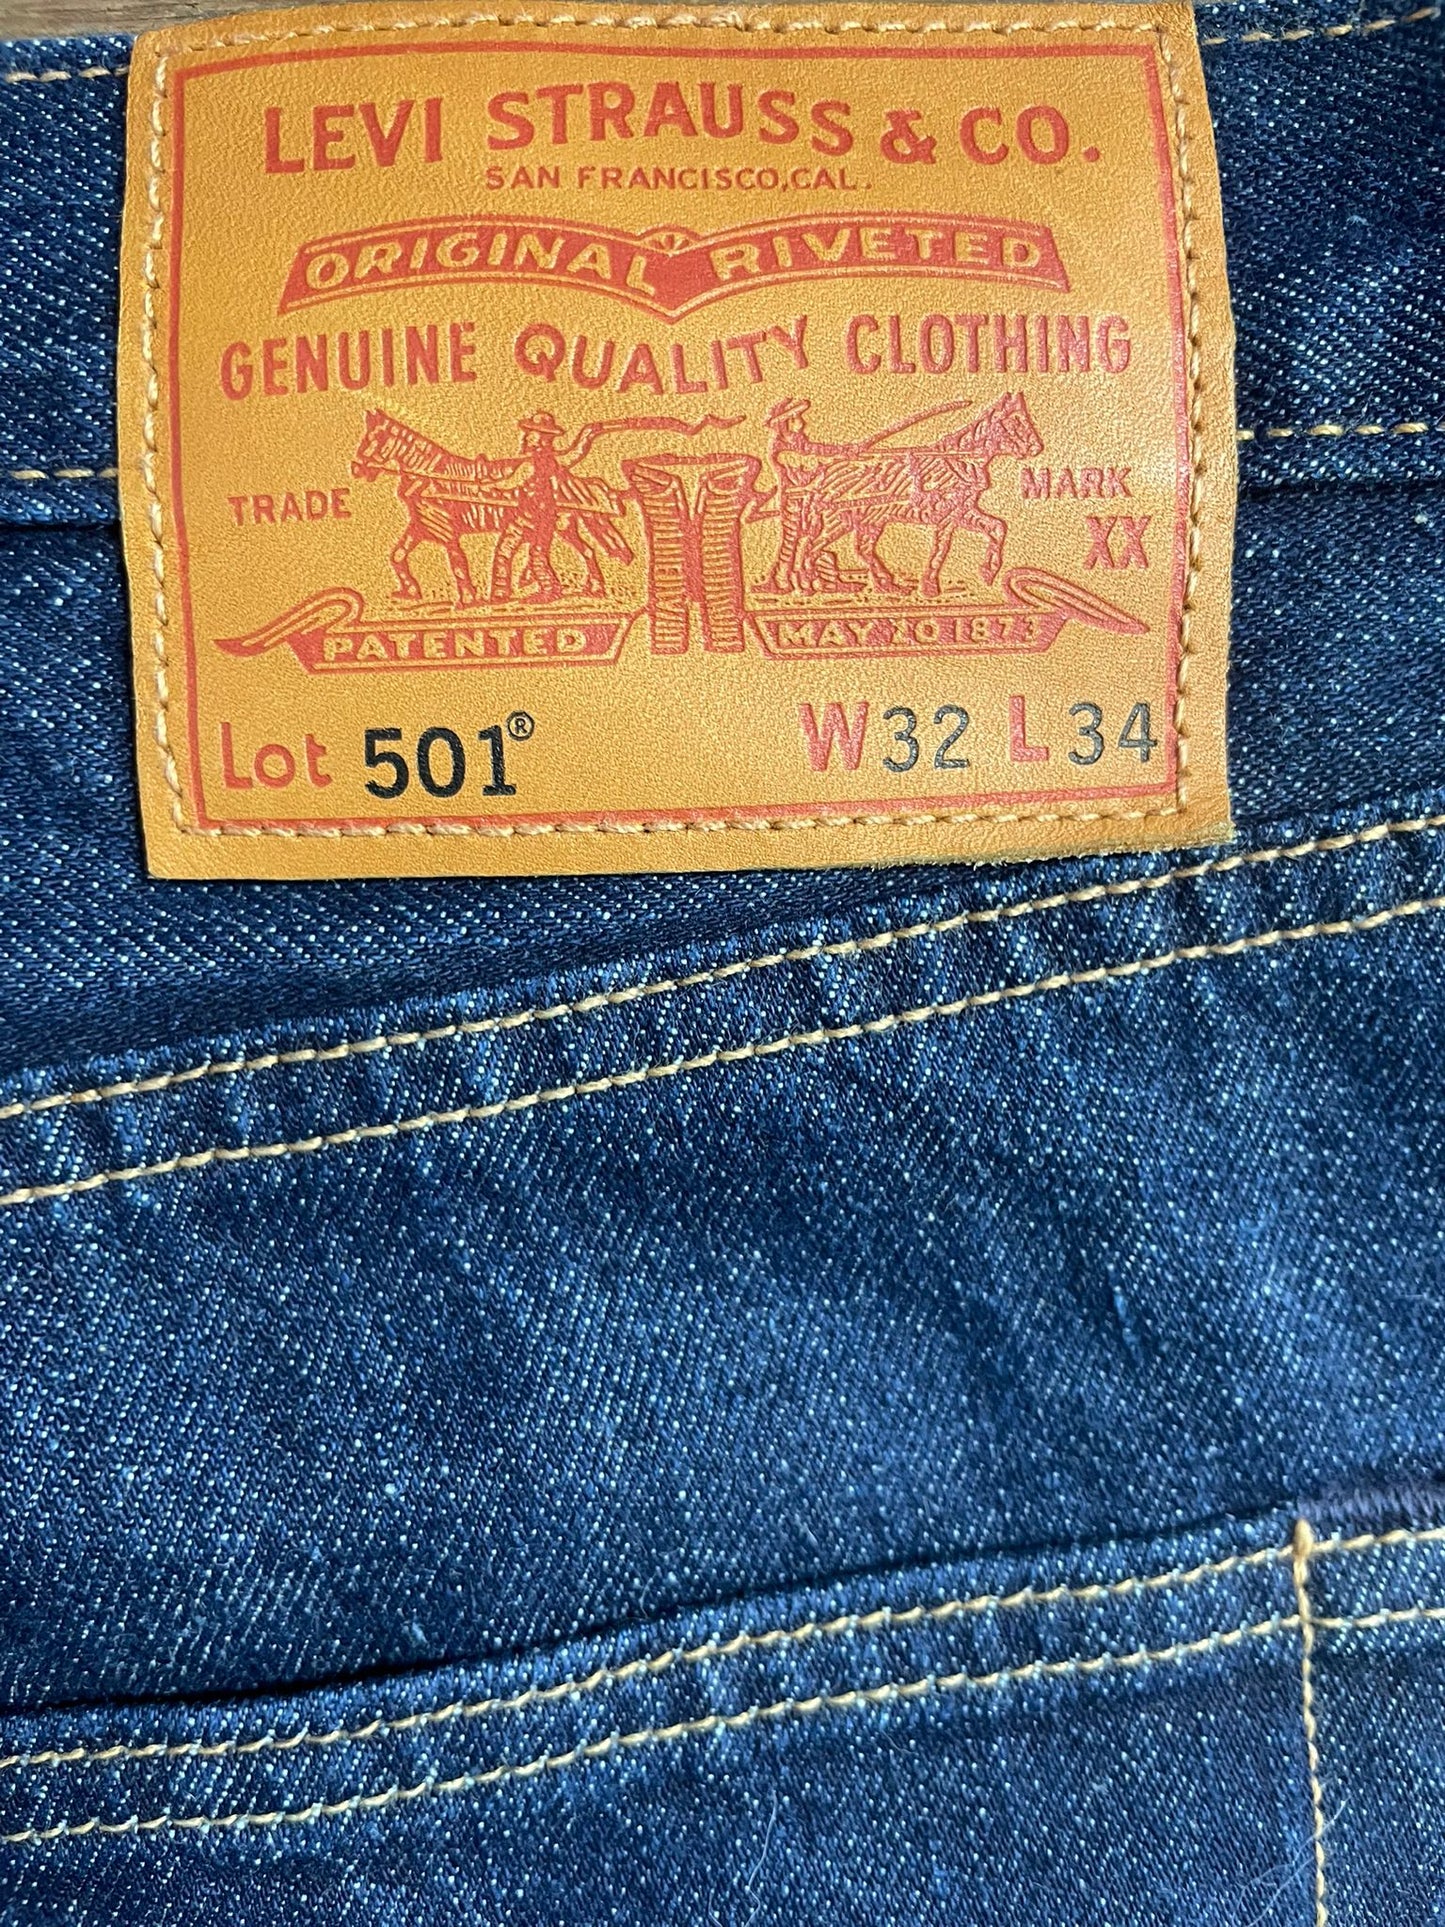 LEVI STRAUSS & CO.
SAN FRANCISCO, CAL.
ORIGINAL RIVETED
GENUINE QUALITY CLOTHING
TRADE MARK
XX
PATENTED MAY 20 1873
Lot 501® W32 L34